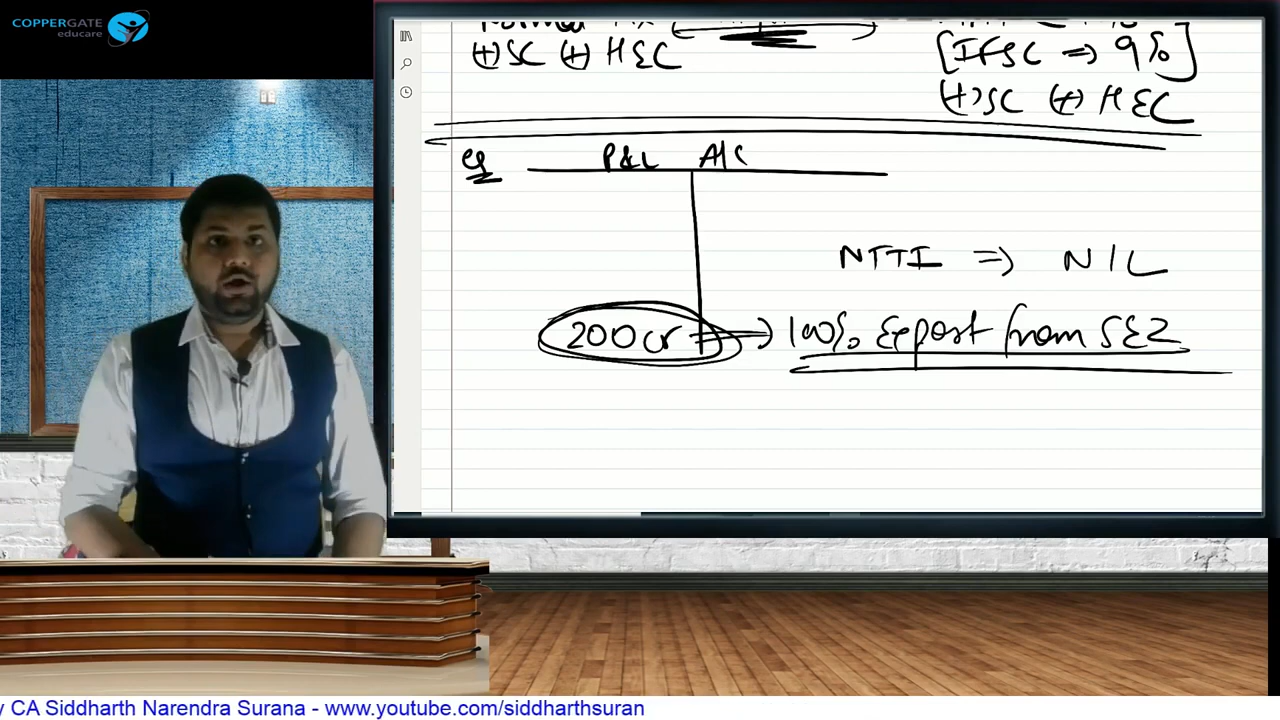 COPPERGATE
educare
(+) SC (+) HEC
[IFSC => 9%]
(+) SC (+) HEC
eg
P&L A/C
NTTI => NIL
200cr => 100% Export from SEZ
CA Siddharth Narendra Surana - www.youtube.com/siddharthsuran